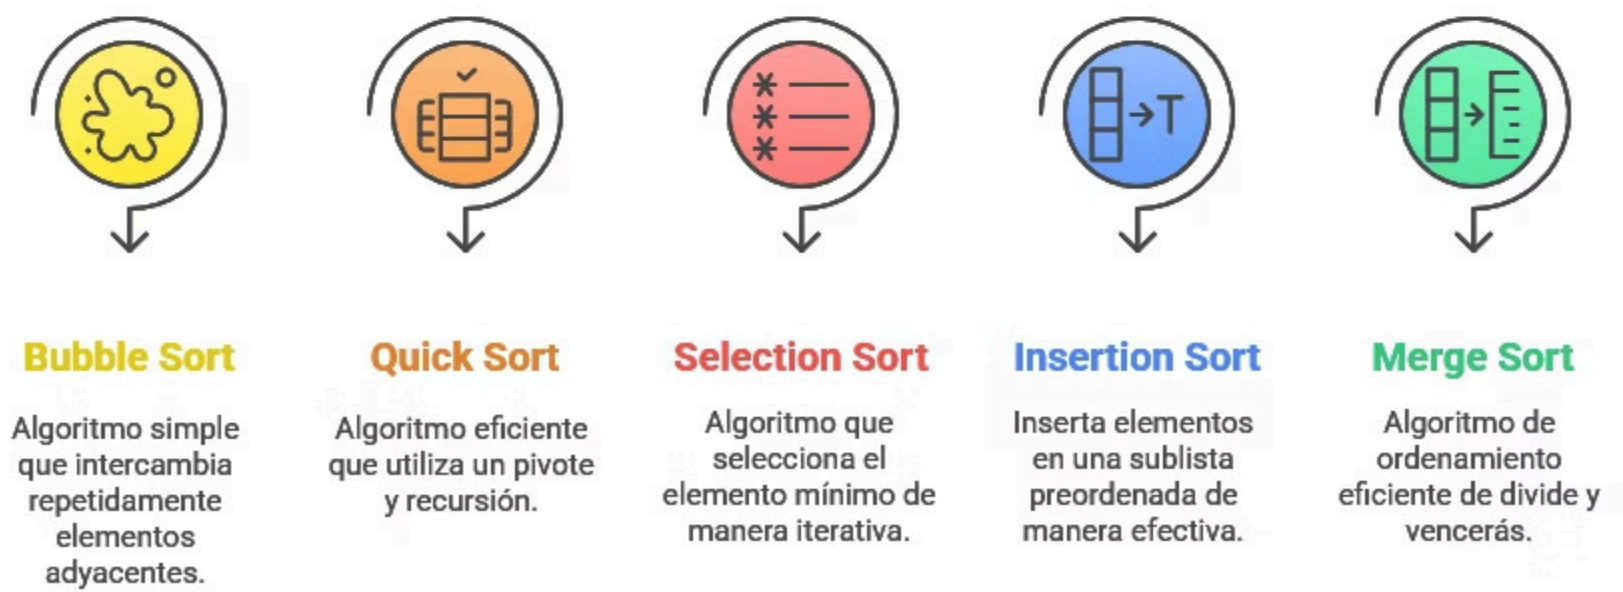 Bubble Sort
Algoritmo simple
que intercambia
repetidamente
elementos
adyacentes.
Quick Sort
Algoritmo eficiente
que utiliza un pivote
y recursión.
Selection Sort
Algoritmo que
selecciona el
elemento mínimo de
manera iterativa.
Insertion Sort
Inserta elementos
en una sublista
preordenada de
manera efectiva.
Merge Sort
Algoritmo de
ordenamiento
eficiente de divide y
vencerás.